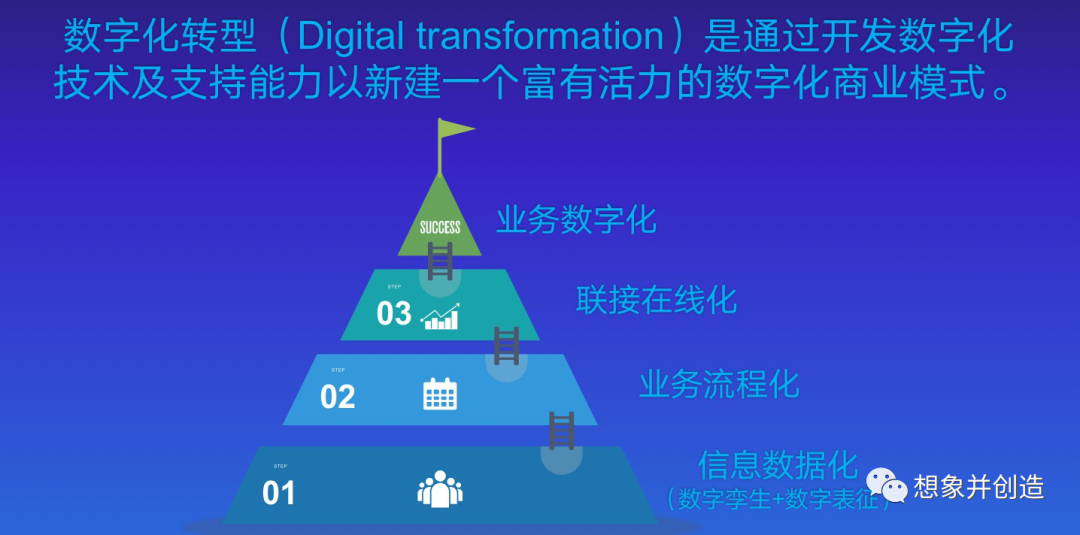 数字化转型（Digital transformation）是通过开发数字化
技术及支持能力以新建一个富有活力的数字化商业模式。
SUCCESS
业务数字化
STEP
03
联接在线化
STEP
02
业务流程化
STEP
01
信息数据化
（数字孪生+数字表征）
想象并创造